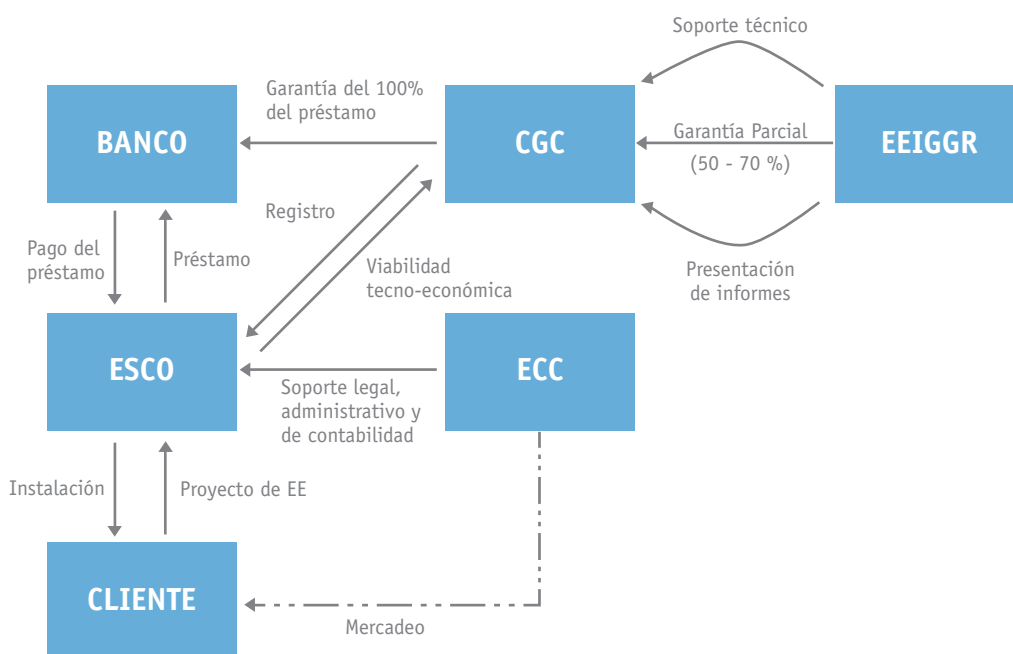 Soporte técnico
Garantía del 100%
del préstamo
BANCO
CGC
Garantía Parcial
(50 - 70 %)
EEIGGR
Registro
Pago del
préstamo
Préstamo
Viabilidad
tecno-económica
Presentación
de informes
ESCO
ECC
Soporte legal,
administrativo y
de contabilidad
Instalación
Proyecto de EE
CLIENTE
Mercadeo